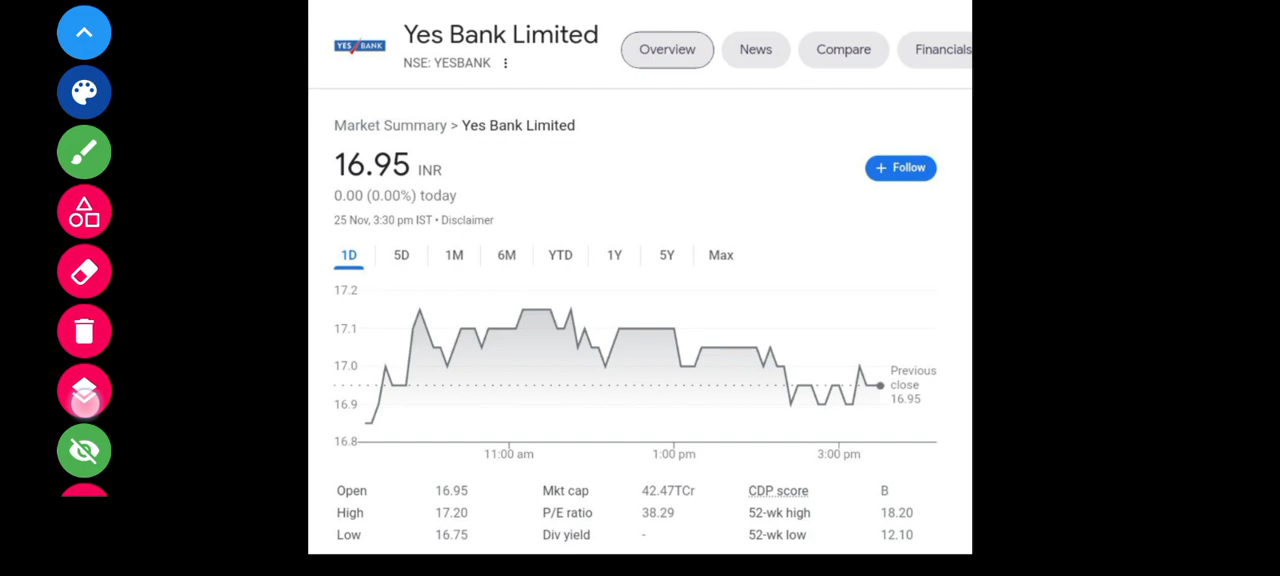 YES BANK
Yes Bank Limited
NSE: YESBANK
Overview
News
Compare
Financials
Market Summary > Yes Bank Limited
16.95 INR
+ Follow
0.00 (0.00%) today
25 Nov, 3:30 pm IST • Disclaimer
1D 5D 1M 6M YTD 1Y 5Y Max
17.2
17.1
17.0
16.9
16.8
Previous
close
16.95
11:00 am 1:00 pm 3:00 pm
Open 16.95 Mkt cap 42.47TCr CDP score B
High 17.20 P/E ratio 38.29 52-wk high 18.20
Low 16.75 Div yield - 52-wk low 12.10